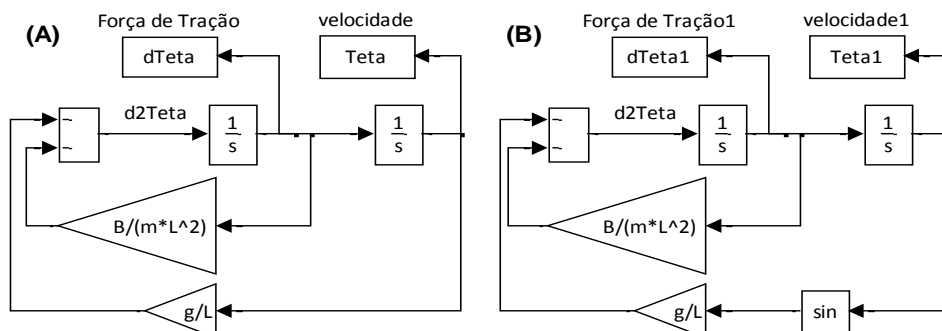 (A)
Força de Tração
velocidade
dTeta
Teta
d2Teta
1
s
1
s
B/(m*L^2)
g/L
(B)
Força de Tração1
velocidade1
dTeta1
Teta1
d2Teta
1
s
1
s
B/(m*L^2)
g/L
sin